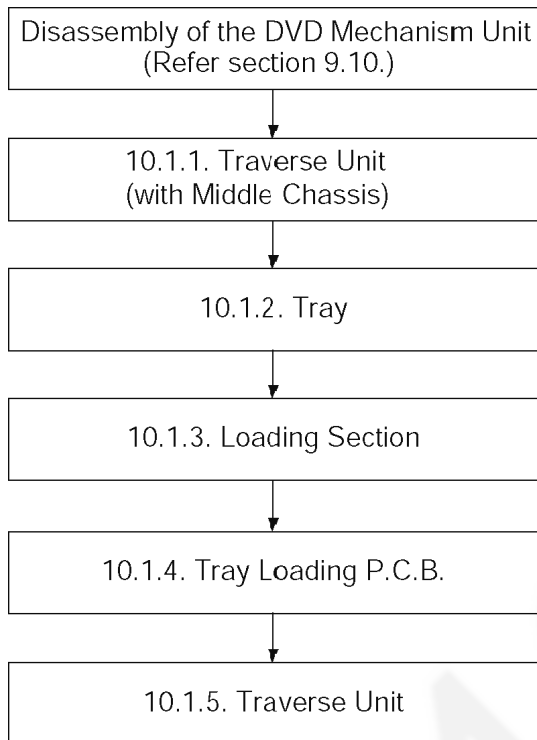 Disassembly of the DVD Mechanism Unit
(Refer section 9.10.)
10.1.1. Traverse Unit
(with Middle Chassis)
10.1.2. Tray
10.1.3. Loading Section
10.1.4. Tray Loading P.C.B.
10.1.5. Traverse Unit